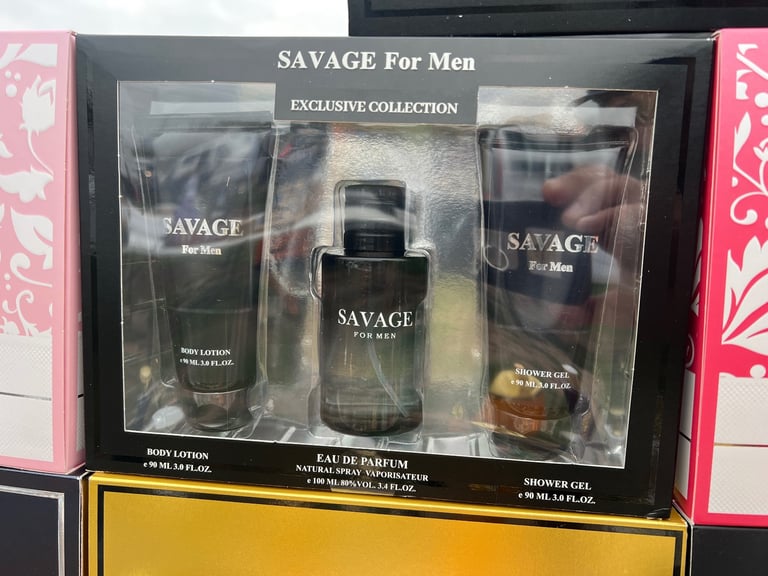 SAVAGE For Men
EXCLUSIVE COLLECTION
SAVAGE
For Men
BODY LOTION
e 90 ML 3.0 FL.OZ.
SAVAGE
FOR MEN
SAVAGE
For Men
SHOWER GEL
e 90 ML 3.0 FL.OZ.
BODY LOTION
e 90 ML 3.0 FL.OZ.
EAU DE PARFUM
NATURAL SPRAY VAPORISATEUR
e 100 ML 80%VOL. 3.4 FL.OZ.
SHOWER GEL
e 90 ML 3.0 FL.OZ.